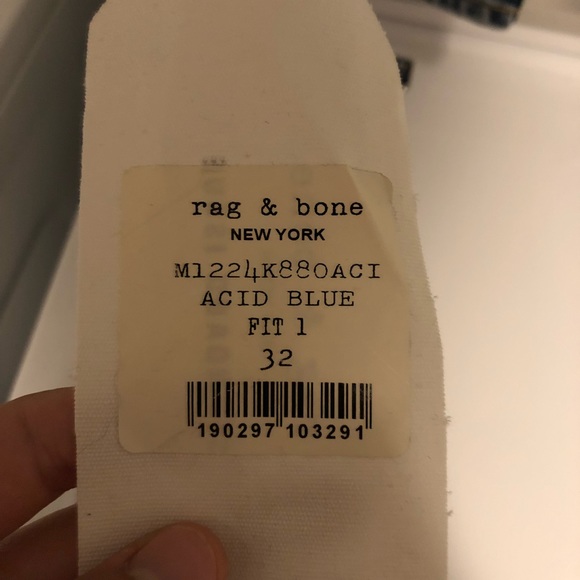 rag & bone
NEW YORK
M1224K880ACI
ACID BLUE
FIT 1
32
190297 103291